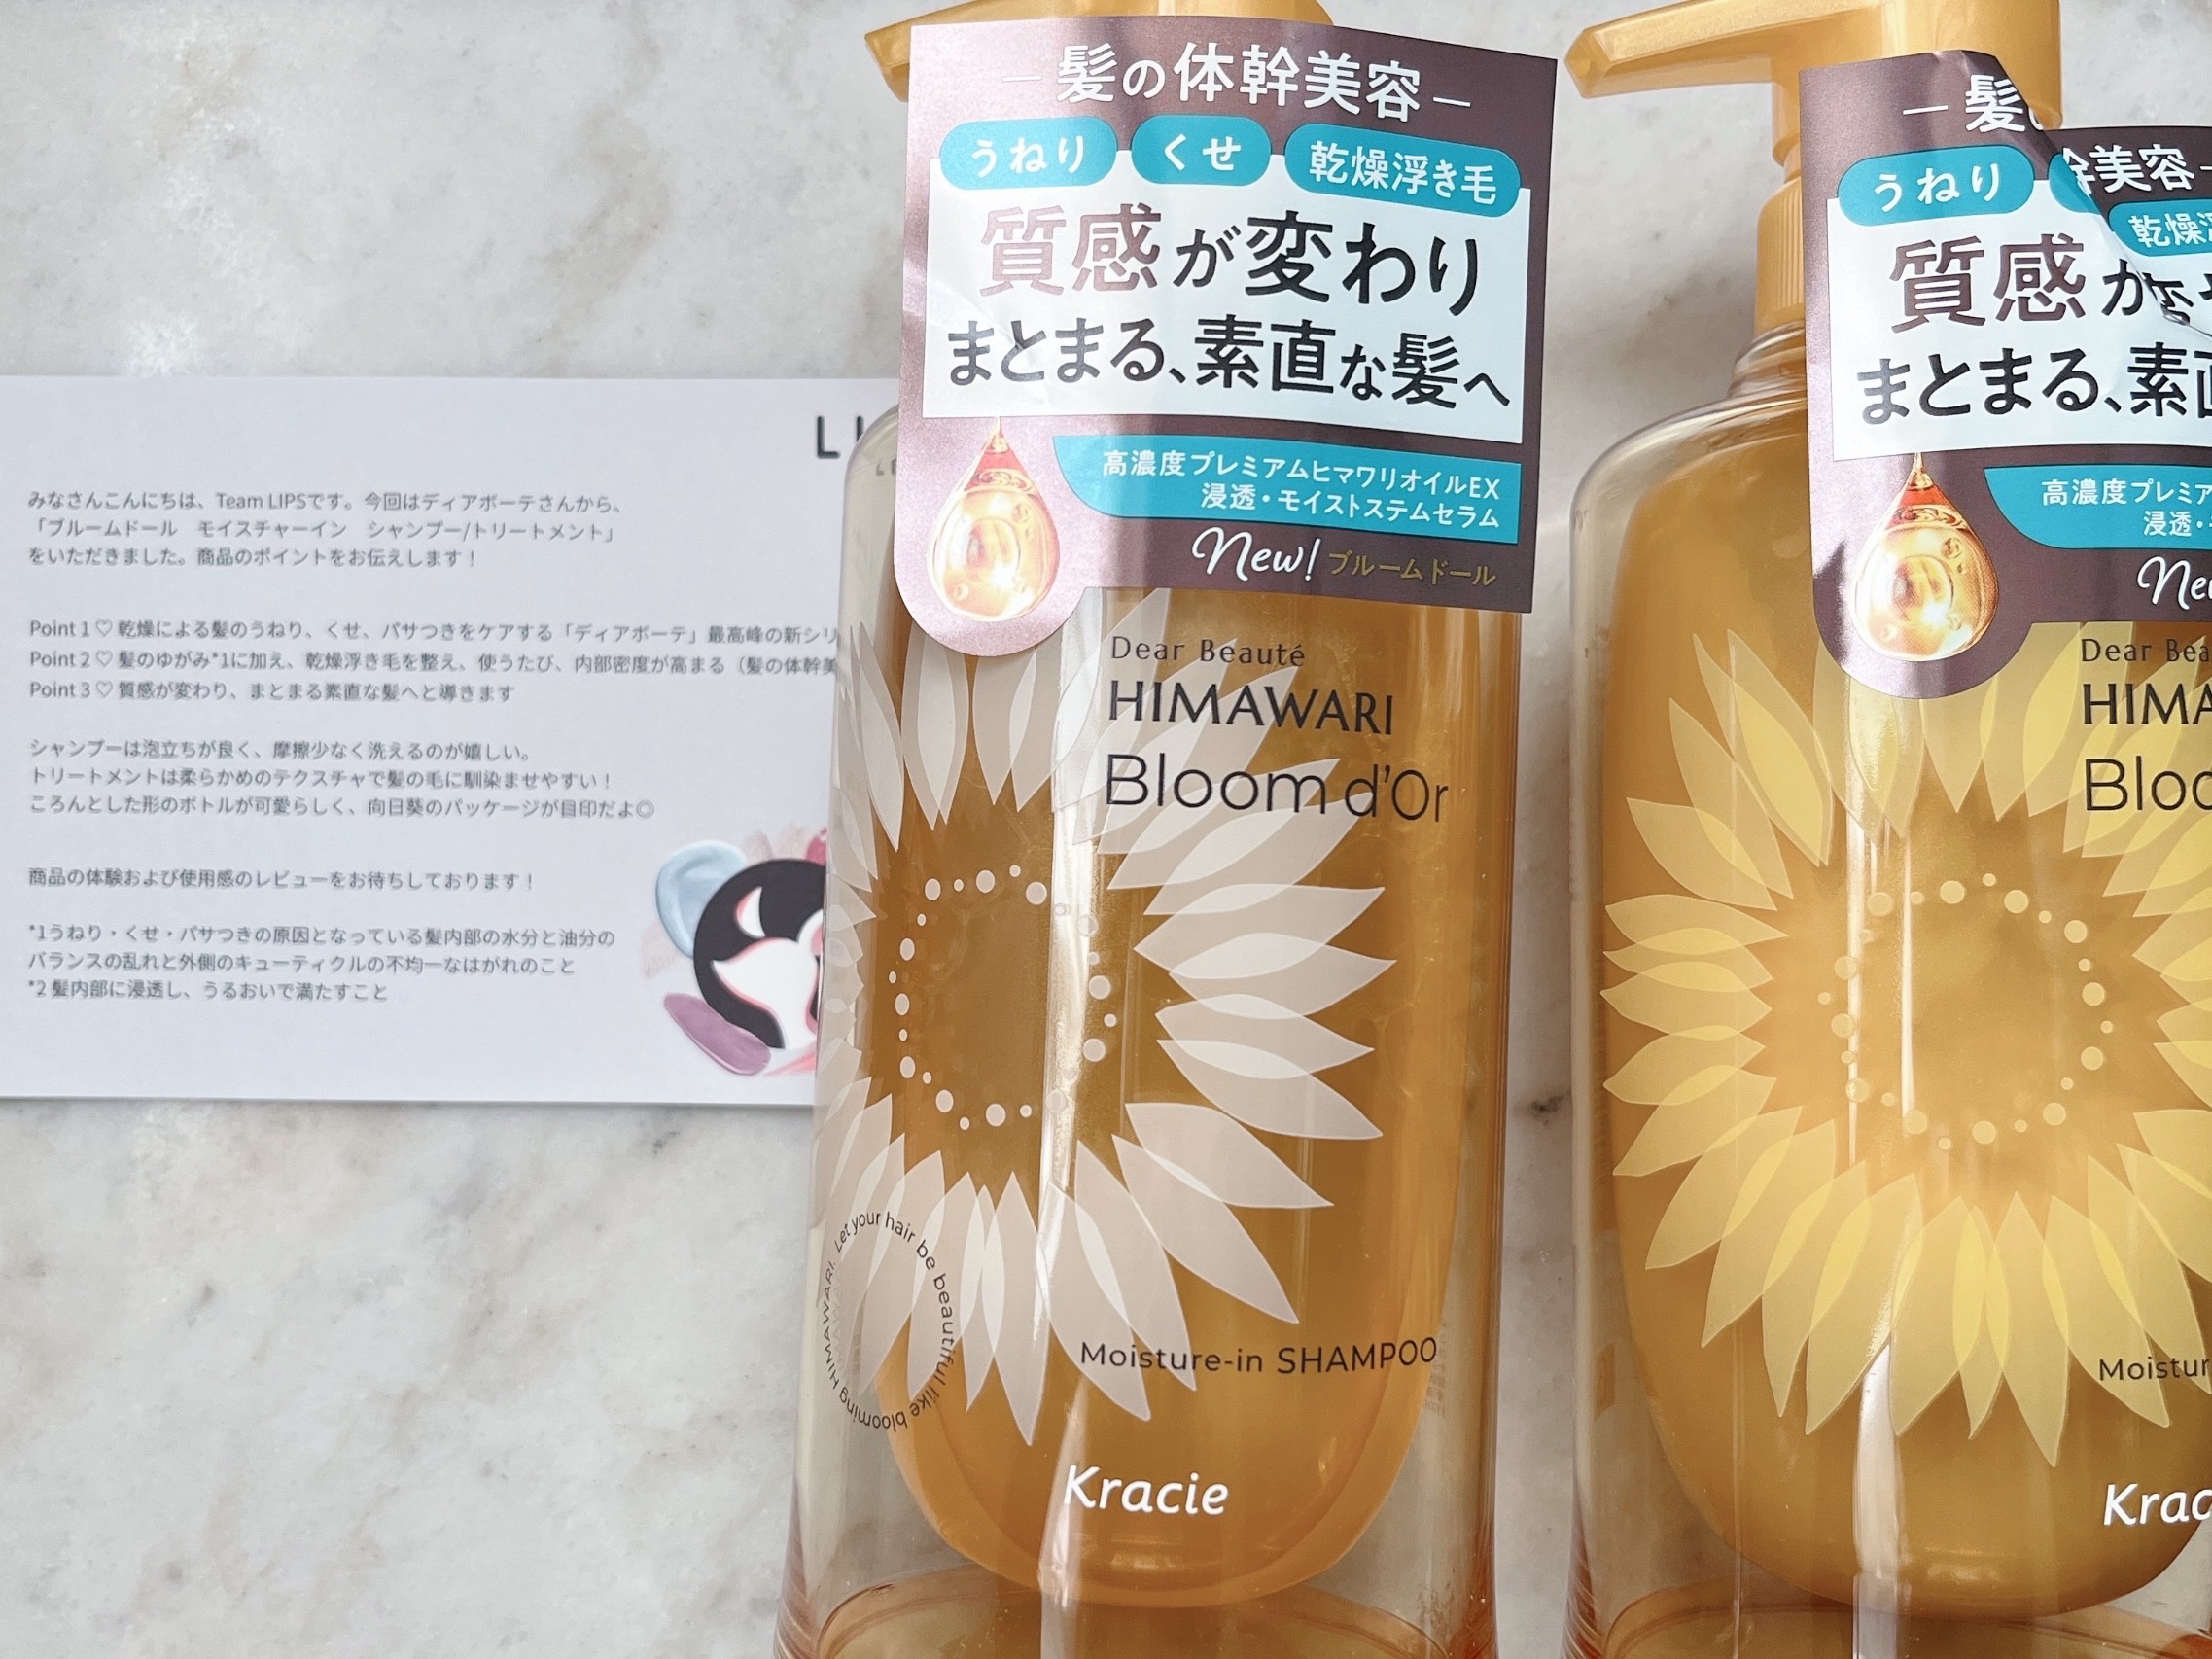 LI
みなさんこんにちは、Team LIPSです。今回はディアボーテさんから、
「ブルームドール　モイスチャーイン　シャンプー/トリートメント」
をいただきました。商品のポイントをお伝えします！
Point 1♡乾燥による髪のうねり、くせ、パサつきをケアする「ディアボーテ」最高峰の新シリ
Point 2♡髪のゆがみ*1に加え、乾燥浮き毛を整え、使うたび、内部密度が高まる（髪の体幹美
Point 3♡質感が変わり、まとまる素直な髪へと導きます
シャンプーは泡立ちが良く、摩擦少なく洗えるのが嬉しい。
トリートメントは柔らかめのテクスチャで髪の毛に馴染ませやすい！
ころんとした形のボトルが可愛らしく、向日葵のパッケージが目印だよ◎
商品の体験および使用感のレビューをお待ちしております！
*1うねり・くせ・パサつきの原因となっている髪内部の水分と油分の
バランスの乱れと外側のキューティクルの不均一なはがれのこと
*2 髪内部に浸透し、うるおいで満たすこと
－髪の体幹美容－
うねり くせ 乾燥浮き毛
質感が変わり
まとまる、素直な髪へ
高濃度プレミアムヒマワリオイルEX
浸透・モイストステムセラム
New! ブルームドール
Dear Beauté
HIMAWARI
Bloom d'Or
Let your hair be beautiful like blooming HIMAWARI.
Moisture-in SHAMPOO
Kracie
－髪の
幹美容－
うねり
乾燥浮
質感が
まとまる、素直
高濃度プレミア
浸透・
New
Dear Bea
HIMA
Bloo
Moistur
Krac